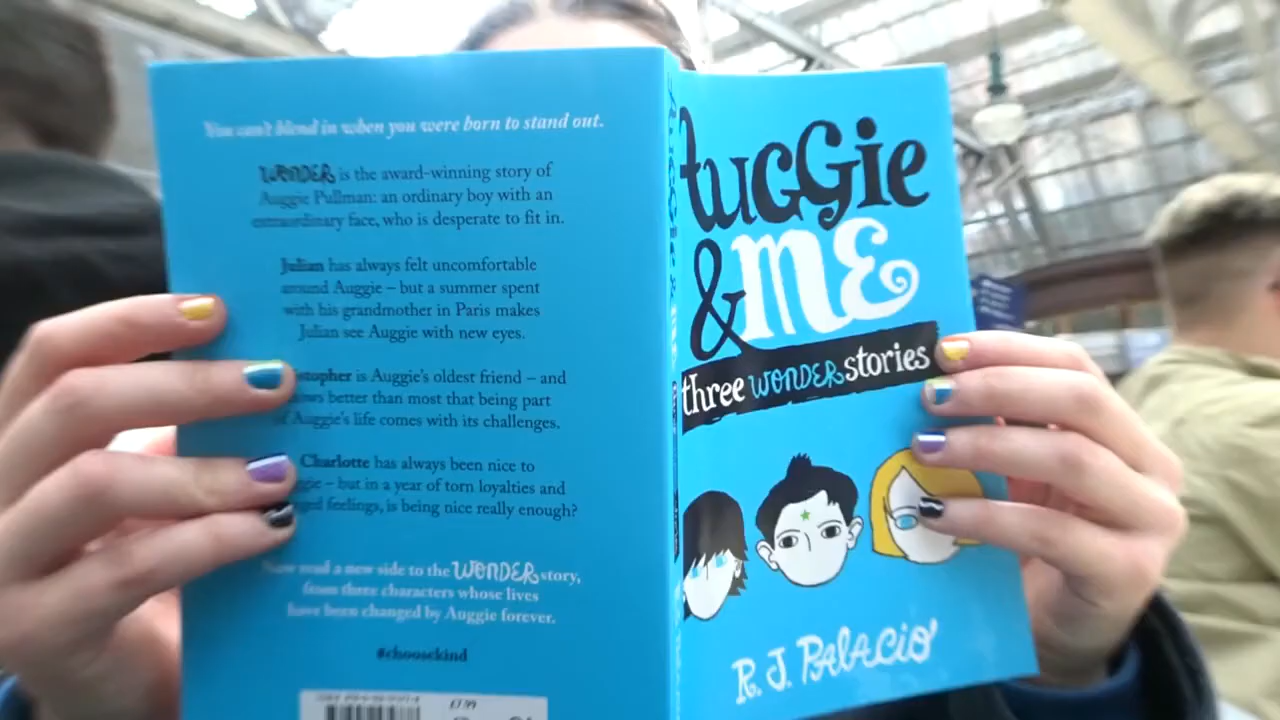 You can't blend in when you were born to stand out.
WONDER is the award-winning story of
Auggie Pullman: an ordinary boy with an
extraordinary face, who is desperate to fit in.
Julian has always felt uncomfortable
around Auggie – but a summer spent
with his grandmother in Paris makes
Julian see Auggie with new eyes.
is Auggie's oldest friend – and
better than most that being part
of Auggie's life comes with its challenges.
Charlotte has always been nice to
– but in a year of torn loyalties and
feelings, is being nice really enough?
Now read a new side to the WONDER story,
from three characters whose lives
have been changed by Auggie forever.
#choosekind
£7.99
AUGGIE
& ME
three WONDER stories
R. J. PALACIO